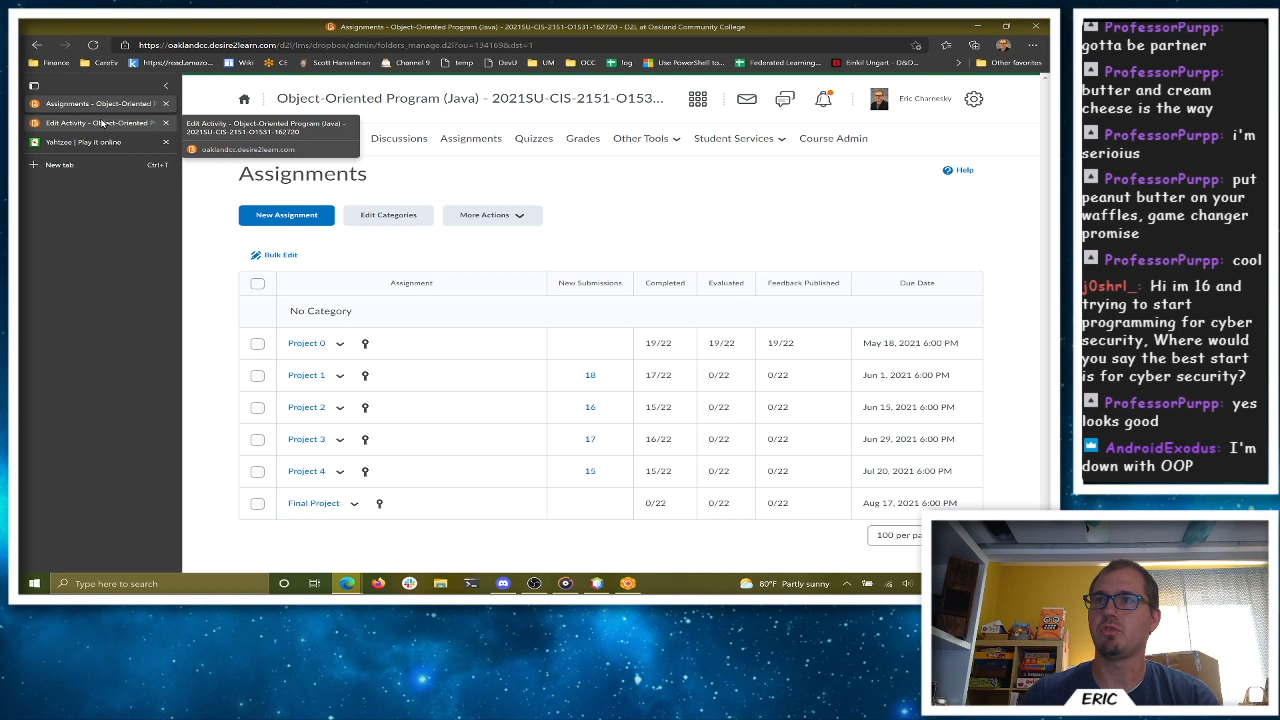 Assignments - Object-Oriented Program (Java) - 2021SU-CIS-2151-O1531-162720 - D2L at Oakland Community College
https://oaklandcc.desire2learn.com/d2l/lms/dropbox/admin/folders_manage.d2l?ou=134169&dst=1
Finance CareEv https://read.amazo... Wiki CE Scott Hanselman Channel 9 temp DevU UM OCC log Use PowerShell to... Federated Learning... Einkil Ungart - D&D... Other favorites
Assignments - Object-Oriented P
Edit Activity - Object-Oriented P
Yahtzee | Play it online
New tab Ctrl+T
Edit Activity - Object-Oriented Program (Java) -
2021SU-CIS-2151-O1531-162720
oaklandcc.desire2learn.com
Object-Oriented Program (Java) - 2021SU-CIS-2151-O153...
Eric Charnesky
Discussions Assignments Quizzes Grades Other Tools Student Services Course Admin
Assignments
Help
New Assignment Edit Categories More Actions
Bulk Edit
Assignment New Submissions Completed Evaluated Feedback Published Due Date
No Category
Project 0 19/22 19/22 19/22 May 18, 2021 6:00 PM
Project 1 18 17/22 0/22 0/22 Jun 1, 2021 6:00 PM
Project 2 16 15/22 0/22 0/22 Jun 15, 2021 6:00 PM
Project 3 17 16/22 0/22 0/22 Jun 29, 2021 6:00 PM
Project 4 15 15/22 0/22 0/22 Jul 20, 2021 6:00 PM
Final Project 0/22 0/22 0/22 Aug 17, 2021 6:00 PM
100 per pa
Type here to search
80°F Partly sunny
ProfessorPurpp:
gotta be partner
ProfessorPurpp:
butter and cream
cheese is the way
ProfessorPurpp: i'm
serioius
ProfessorPurpp: put
peanut butter on your
waffles, game changer
promise
ProfessorPurpp: cool
j0shrl_: Hi im 16 and
trying to start
programming for cyber
security, Where would
you say the best start
is for cyber security?
ProfessorPurpp: yes
looks good
AndroidExodus: I'm
down with OOP
ERIC